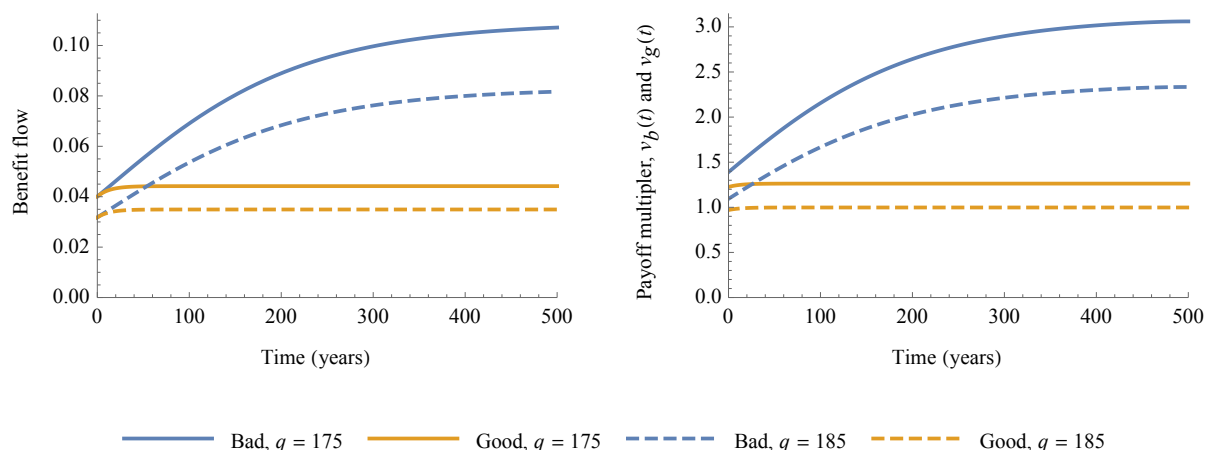 Benefit flow
0.10
0.08
0.06
0.04
0.02
0.00
0 100 200 300 400 500
Time (years)
Payoff multipler, v_b(t) and v_g(t)
3.0
2.5
2.0
1.5
1.0
0.5
0.0
0 100 200 300 400 500
Time (years)
Bad, q = 175 Good, q = 175 Bad, q = 185 Good, q = 185